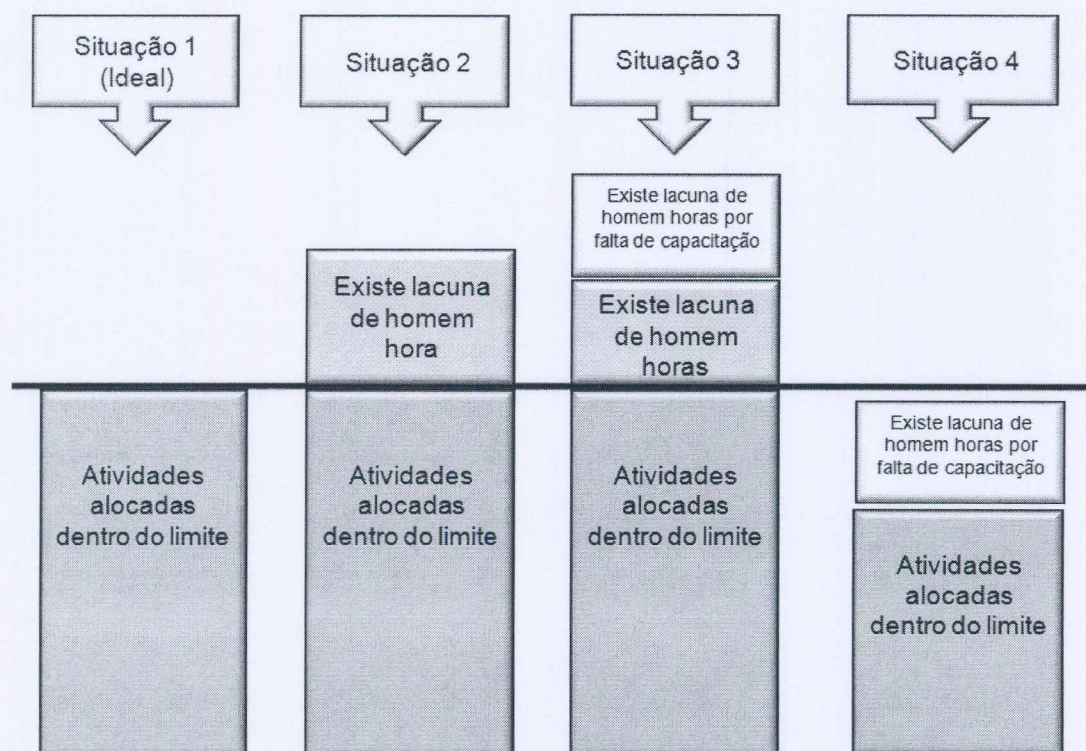 Situação 1
(Ideal)
Situação 2
Situação 3
Situação 4
Existe lacuna de
homem horas por
falta de capacitação
Existe lacuna
de homem
hora
Existe lacuna
de homem
horas
Atividades
alocadas
dentro do limite
Atividades
alocadas
dentro do limite
Atividades
alocadas
dentro do limite
Existe lacuna de
homem horas por
falta de capacitação
Atividades
alocadas
dentro do limite